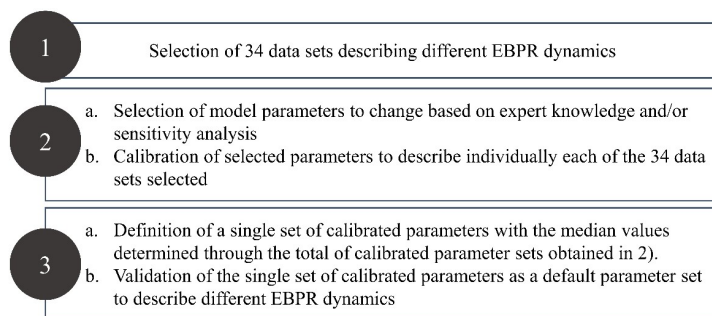 1
Selection of 34 data sets describing different EBPR dynamics
2
a. Selection of model parameters to change based on expert knowledge and/or
sensitivity analysis
b. Calibration of selected parameters to describe individually each of the 34 data
sets selected
3
a. Definition of a single set of calibrated parameters with the median values
determined through the total of calibrated parameter sets obtained in 2).
b. Validation of the single set of calibrated parameters as a default parameter set
to describe different EBPR dynamics